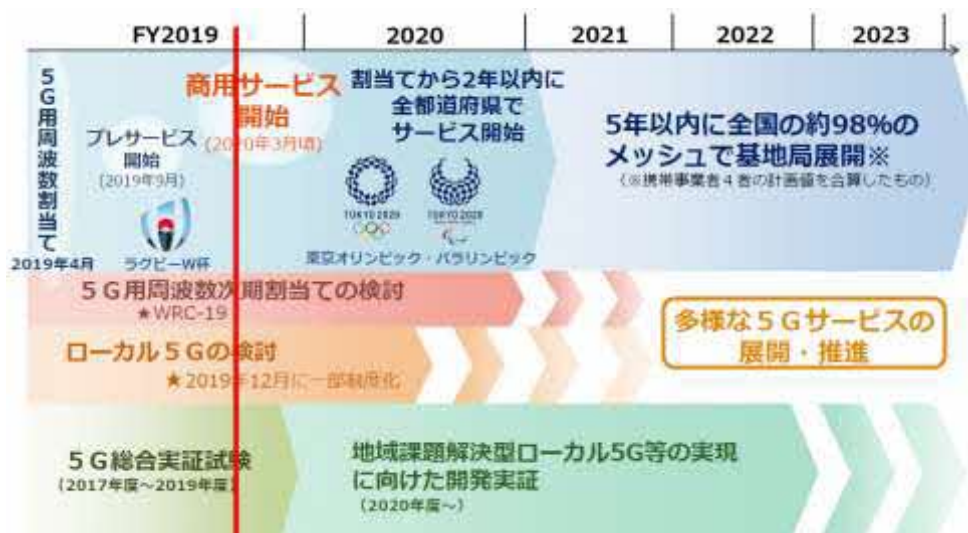 FY2019
2020
2021
2022
2023
5G用周波数割当て
2019年4月
プレサービス
開始
(2019年9月)
ラグビーW杯
商用サービス
開始
(2020年3月頃)
割当てから2年以内に
全都道府県で
サービス開始
TOKYO 2020
TOKYO 2020
東京オリンピック・パラリンピック
5年以内に全国の約98%の
メッシュで基地局展開※
(※携帯事業者4者の計画値を合算したもの)
5G用周波数次期割当ての検討
★WRC-19
ローカル5Gの検討
★2019年12月に一部制度化
多様な5Gサービスの
展開・推進
5G総合実証試験
(2017年度~2019年度)
地域課題解決型ローカル5G等の実現
に向けた開発実証
(2020年度~)